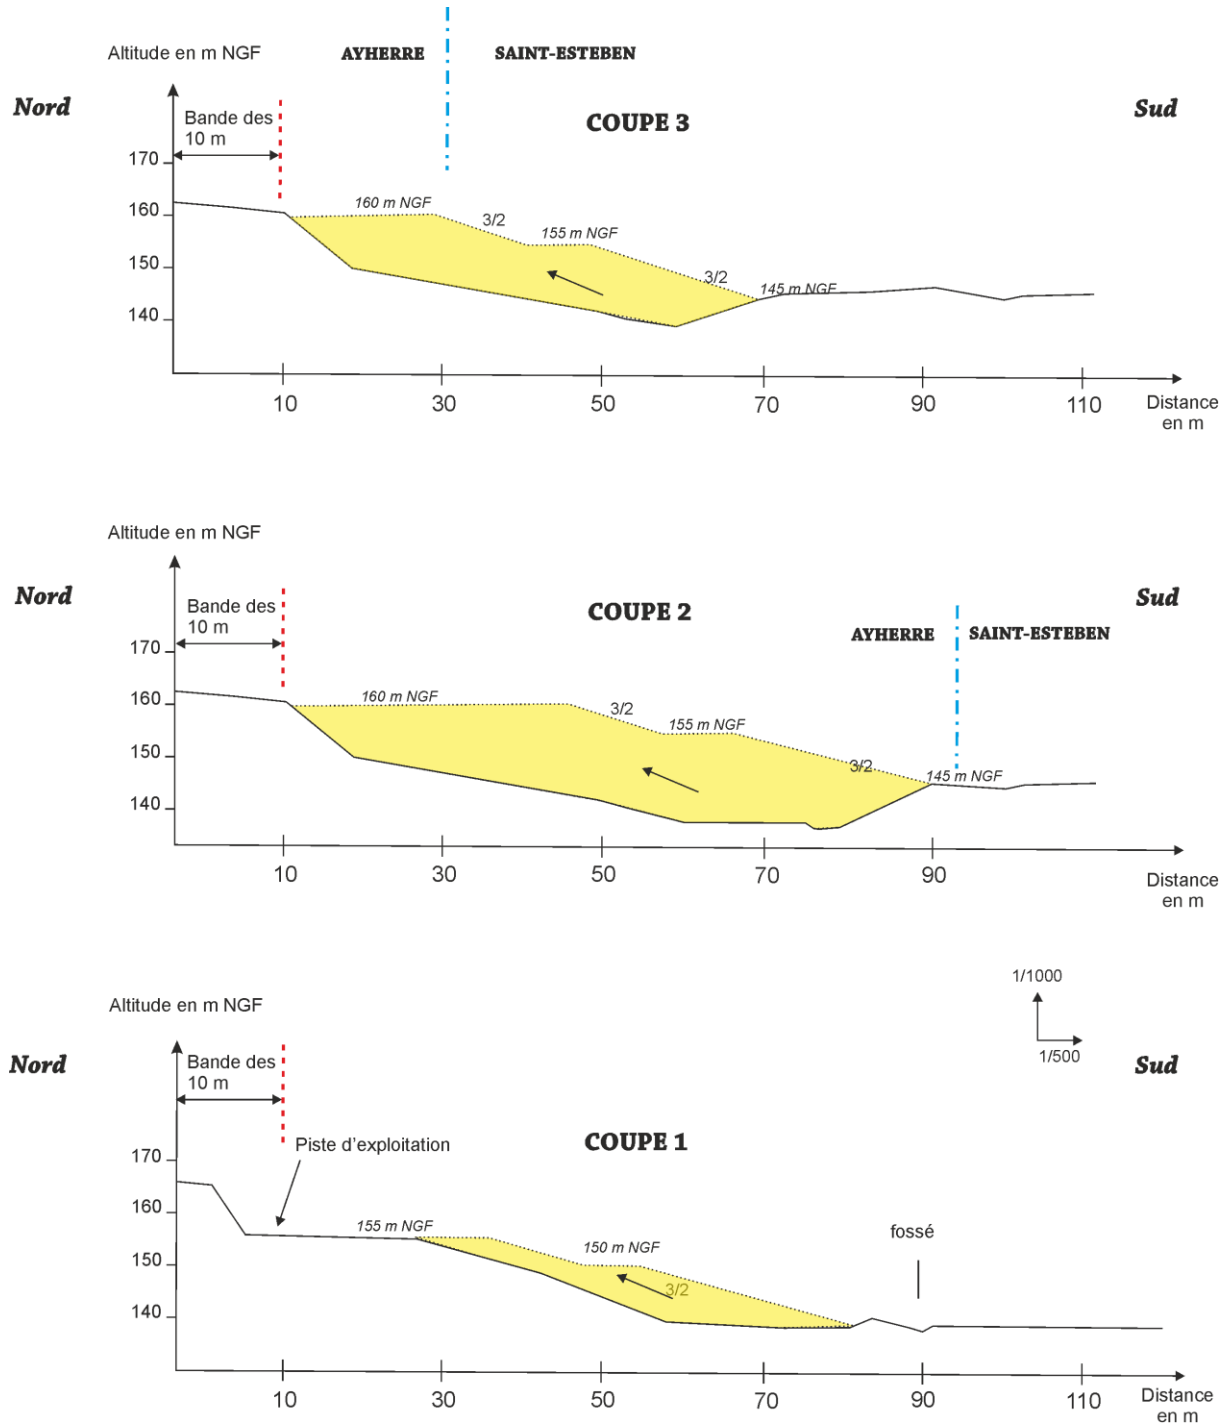 Altitude en m NGF
AYHERRE
SAINT-ESTEBEN
Nord
Sud
Bande des
10 m
COUPE 3
170
160
150
140
160 m NGF
3/2
155 m NGF
3/2
145 m NGF
10
30
50
70
90
110
Distance
en m
Altitude en m NGF
Nord
Sud
Bande des
10 m
COUPE 2
AYHERRE
SAINT-ESTEBEN
170
160
150
140
160 m NGF
3/2
155 m NGF
3/2
145 m NGF
10
30
50
70
90
Distance
en m
1/1000
1/500
Altitude en m NGF
Nord
Sud
Bande des
10 m
Piste d'exploitation
COUPE 1
170
160
150
140
155 m NGF
150 m NGF
3/2
fossé
10
30
50
70
90
110
Distance
en m